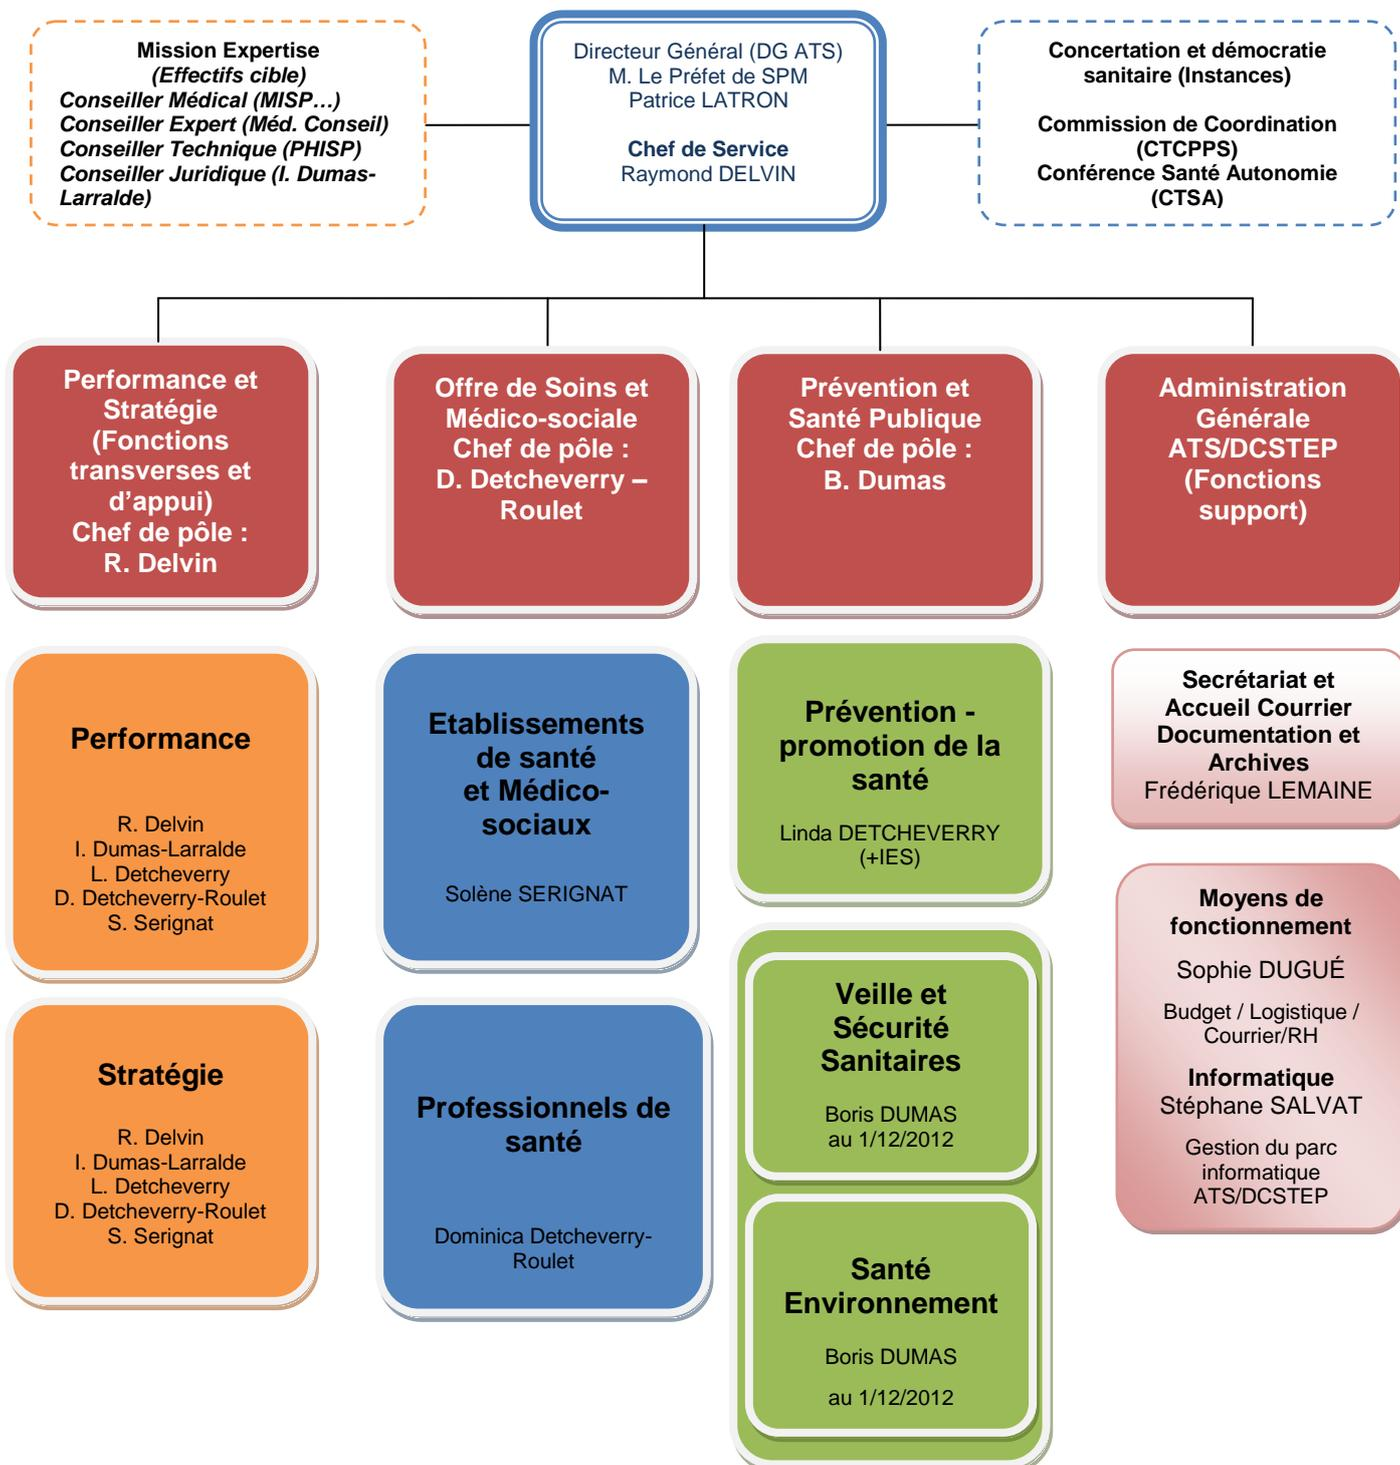 Mission Expertise
(Effectifs cible)
Conseiller Médical (MISP…)
Conseiller Expert (Méd. Conseil)
Conseiller Technique (PHISP)
Conseiller Juridique (I. Dumas-
Larralde)
Directeur Général (DG ATS)
M. Le Préfet de SPM
Patrice LATRON
Chef de Service
Raymond DELVIN
Concertation et démocratie
sanitaire (Instances)
Commission de Coordination
(CTCPPS)
Conférence Santé Autonomie
(CTSA)
Performance et
Stratégie
(Fonctions
transverses et
d’appui)
Chef de pôle :
R. Delvin
Offre de Soins et
Médico-sociale
Chef de pôle :
D. Detcheverry –
Roulet
Prévention et
Santé Publique
Chef de pôle :
B. Dumas
Administration
Générale
ATS/DCSTEP
(Fonctions
support)
Performance
R. Delvin
I. Dumas-Larralde
L. Detcheverry
D. Detcheverry-Roulet
S. Serignat
Stratégie
R. Delvin
I. Dumas-Larralde
L. Detcheverry
D. Detcheverry-Roulet
S. Serignat
Etablissements
de santé
et Médico-
sociaux
Solène SERIGNAT
Professionnels de
santé
Dominica Detcheverry-
Roulet
Prévention -
promotion de la
santé
Linda DETCHEVERRY
(+IES)
Veille et
Sécurité
Sanitaires
Boris DUMAS
au 1/12/2012
Santé
Environnement
Boris DUMAS
au 1/12/2012
Secrétariat et
Accueil Courrier
Documentation et
Archives
Frédérique LEMAINE
Moyens de
fonctionnement
Sophie DUGUÉ
Budget / Logistique /
Courrier/RH
Informatique
Stéphane SALVAT
Gestion du parc
informatique
ATS/DCSTEP